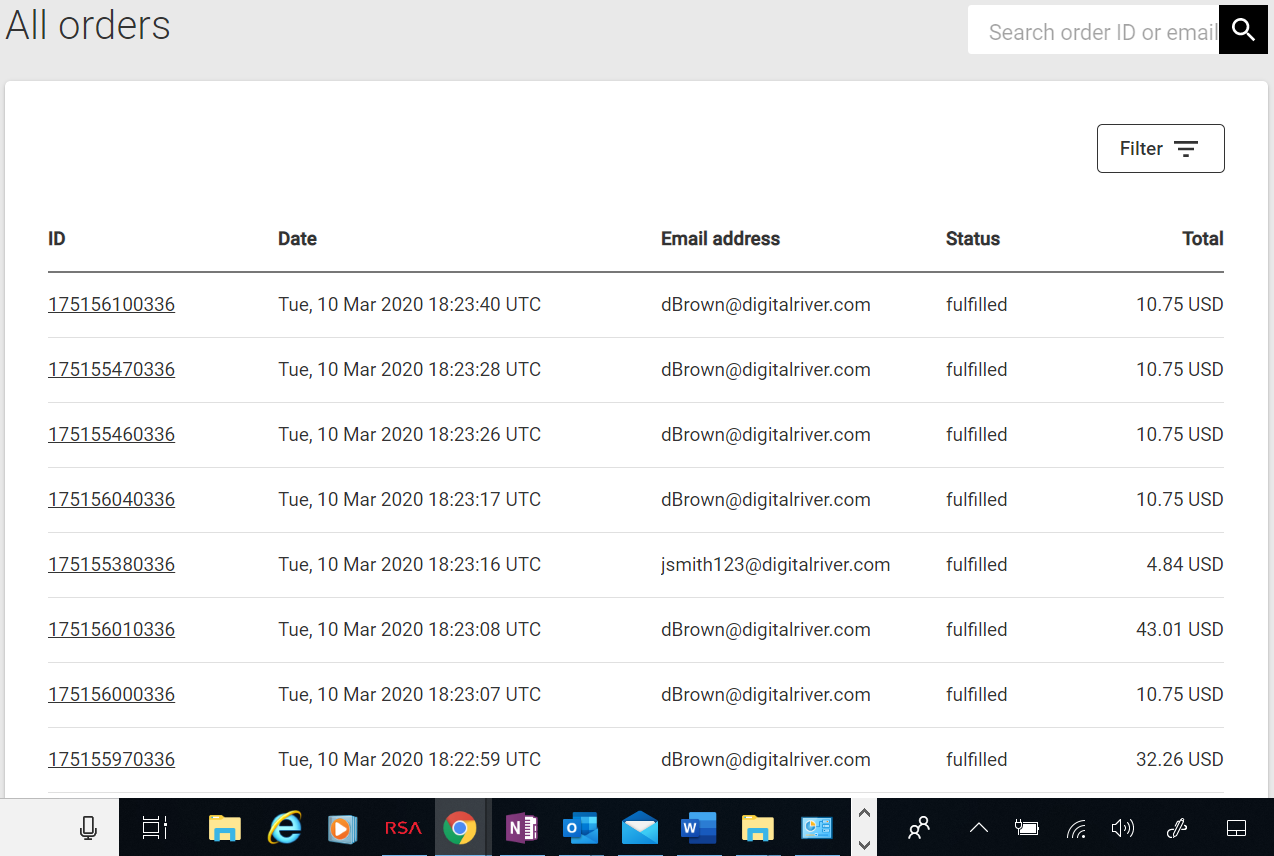 All orders
Search order ID or email
Filter
ID Date Email address Status Total
175156100336 Tue, 10 Mar 2020 18:23:40 UTC dBrown@digitalriver.com fulfilled 10.75 USD
175155470336 Tue, 10 Mar 2020 18:23:28 UTC dBrown@digitalriver.com fulfilled 10.75 USD
175155460336 Tue, 10 Mar 2020 18:23:26 UTC dBrown@digitalriver.com fulfilled 10.75 USD
175156040336 Tue, 10 Mar 2020 18:23:17 UTC dBrown@digitalriver.com fulfilled 10.75 USD
175155380336 Tue, 10 Mar 2020 18:23:16 UTC jsmith123@digitalriver.com fulfilled 4.84 USD
175156010336 Tue, 10 Mar 2020 18:23:08 UTC dBrown@digitalriver.com fulfilled 43.01 USD
175156000336 Tue, 10 Mar 2020 18:23:07 UTC dBrown@digitalriver.com fulfilled 10.75 USD
175155970336 Tue, 10 Mar 2020 18:22:59 UTC dBrown@digitalriver.com fulfilled 32.26 USD
RSA N O W